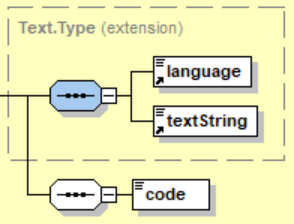 Text.Type (extension)
language
textString
code